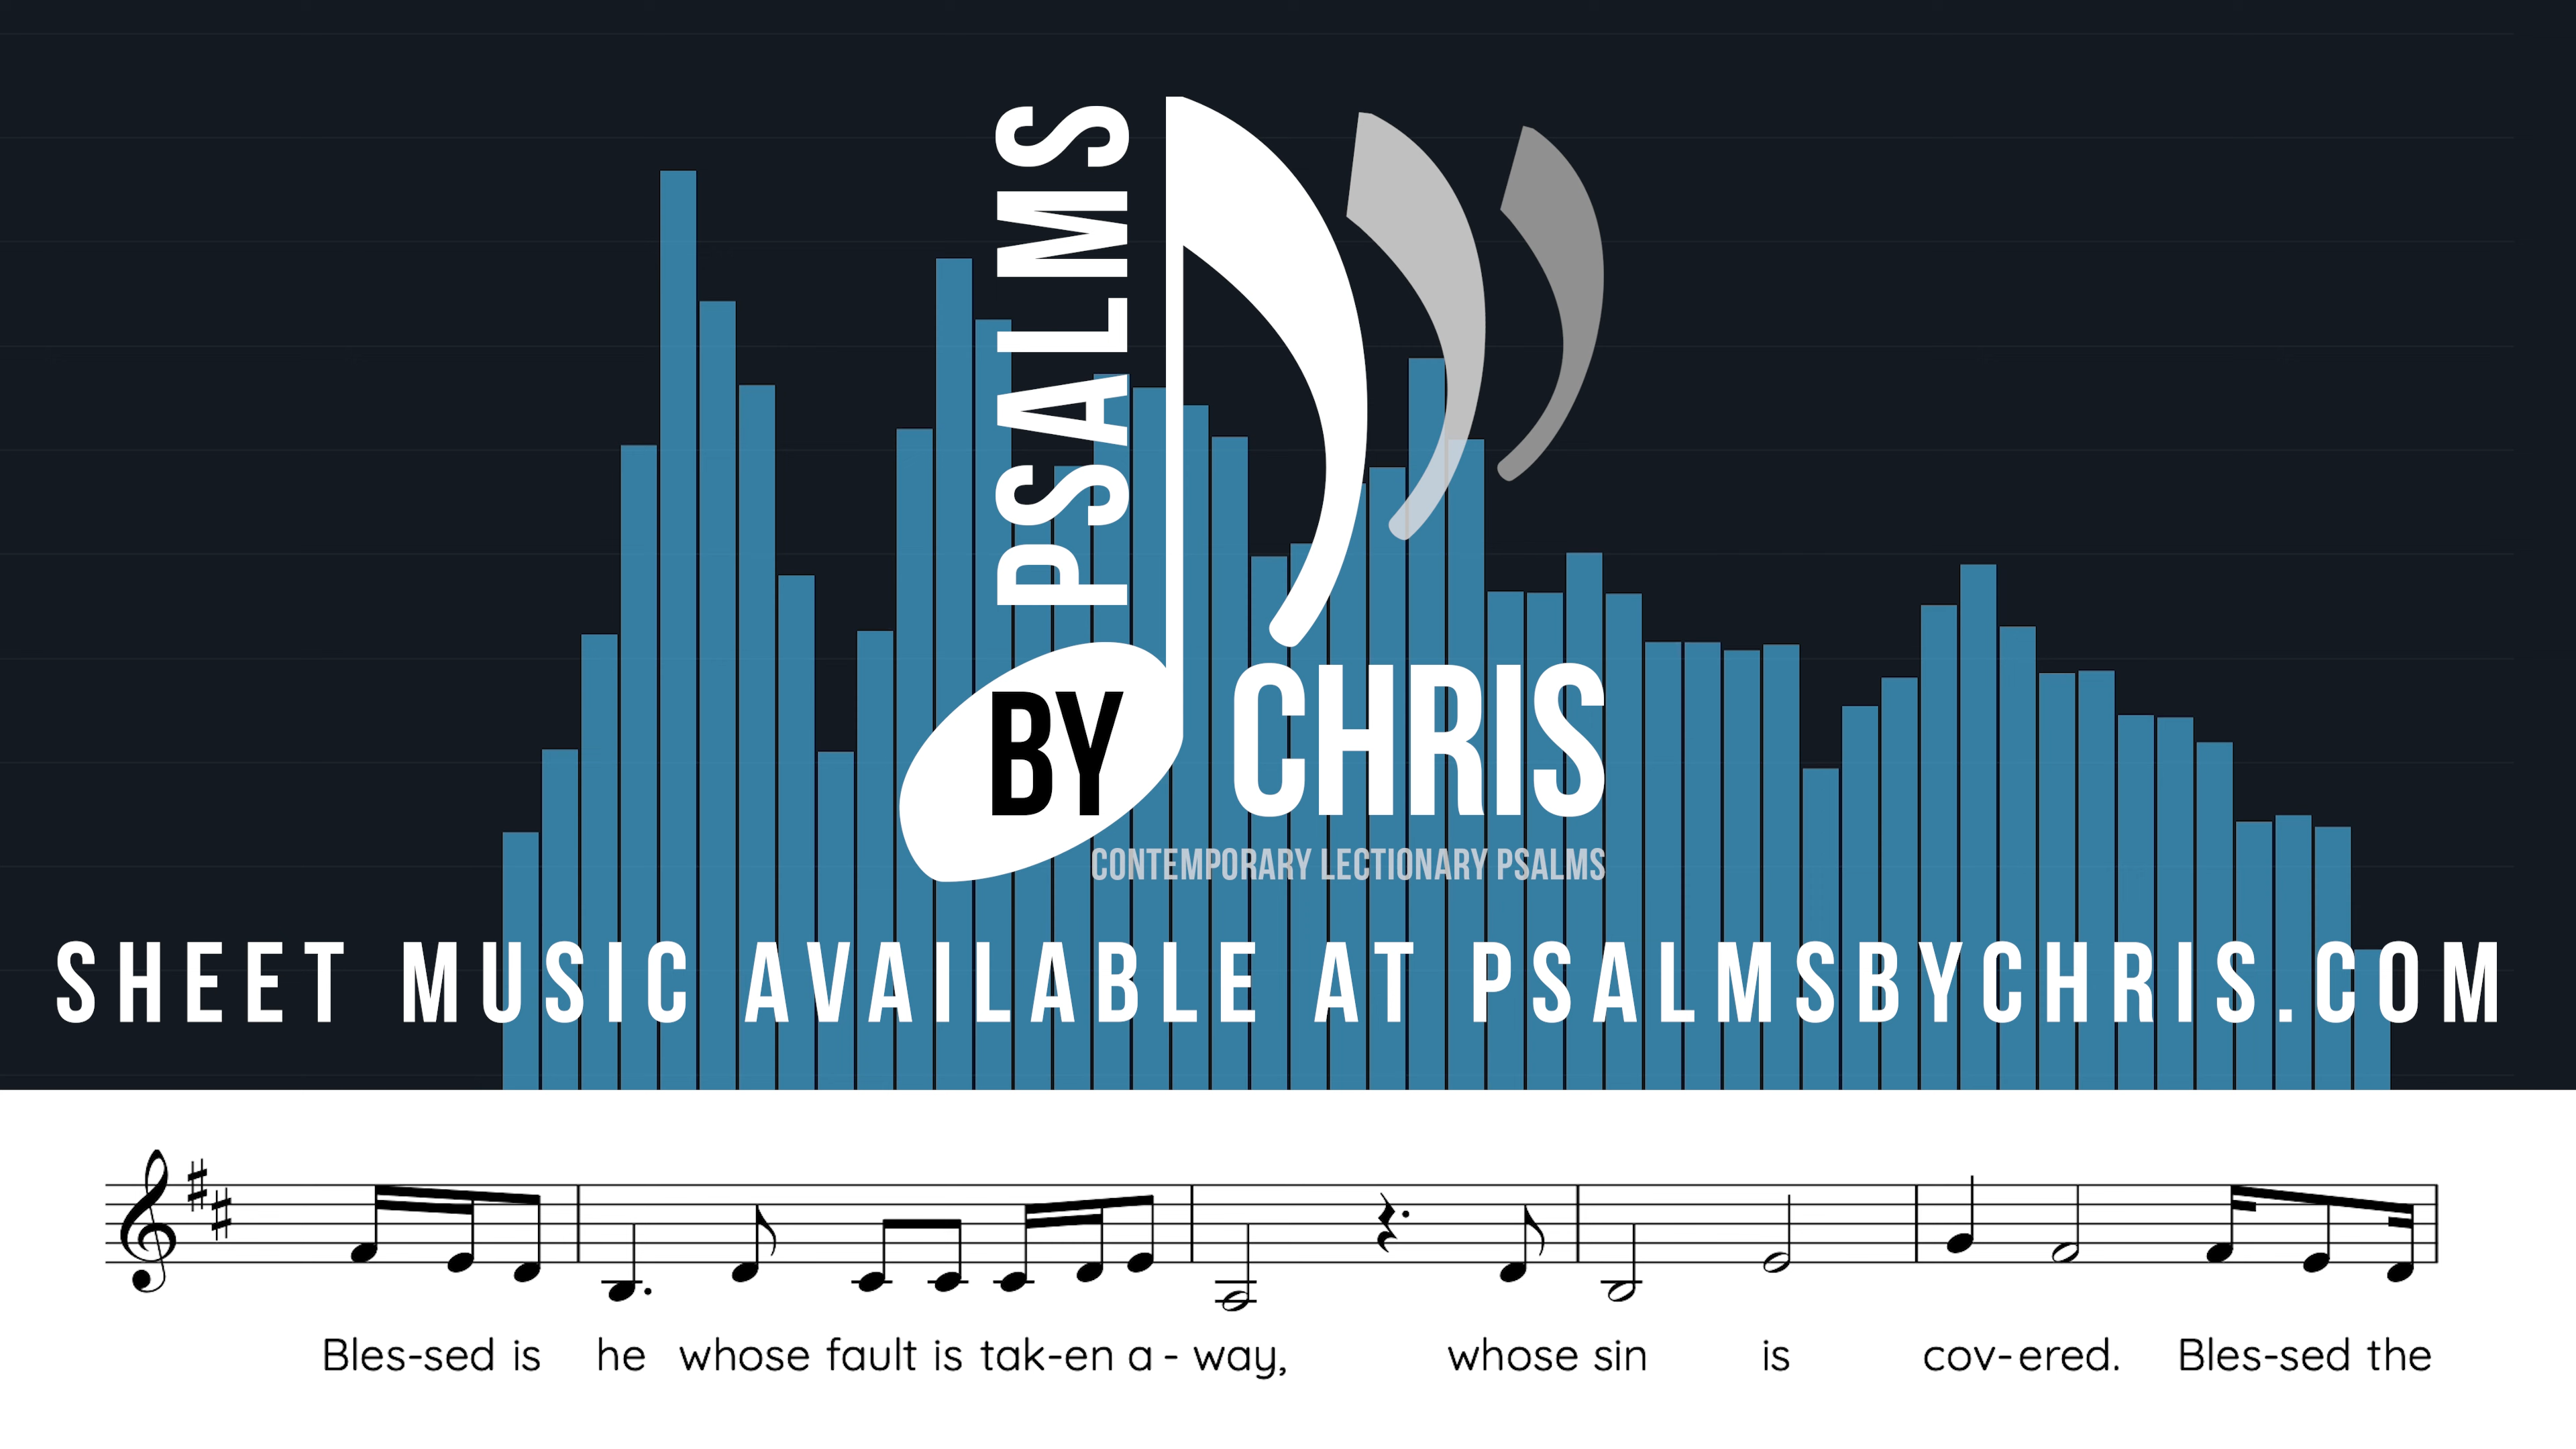 PSALMS
BY CHRIS
CONTEMPORARY LECTIONARY PSALMS
SHEET MUSIC AVAILABLE AT PSALMSBYCHRIS.COM
Bles-sed is he whose fault is tak-en a - way, whose sin is cov-ered. Bles-sed the